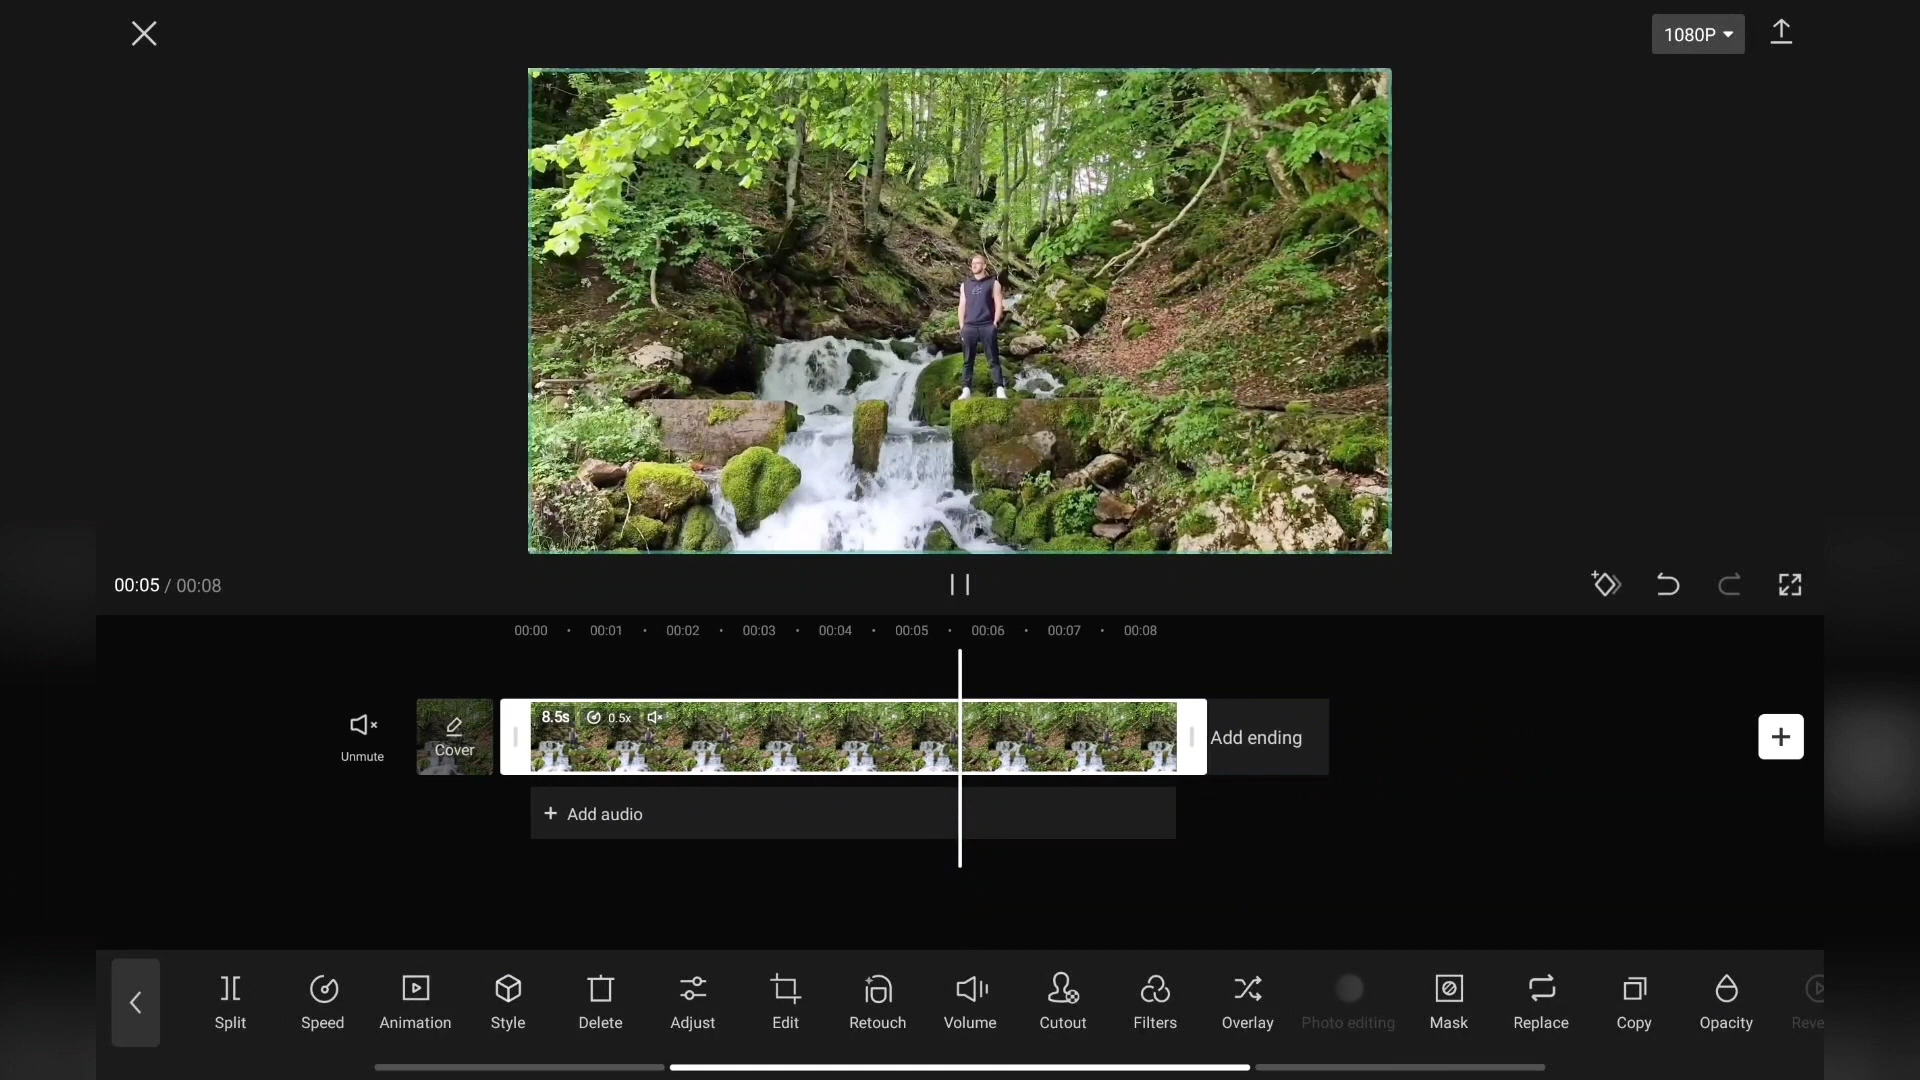 1080P
00:05 / 00:08
00:00 00:01 00:02 00:03 00:04 00:05 00:06 00:07 00:08
8.5s 0.5x
Unmute
Cover
Add ending
+
+ Add audio
Split Speed Animation Style Delete Adjust Edit Retouch Volume Cutout Filters Overlay Photo editing Mask Replace Copy Opacity Reve